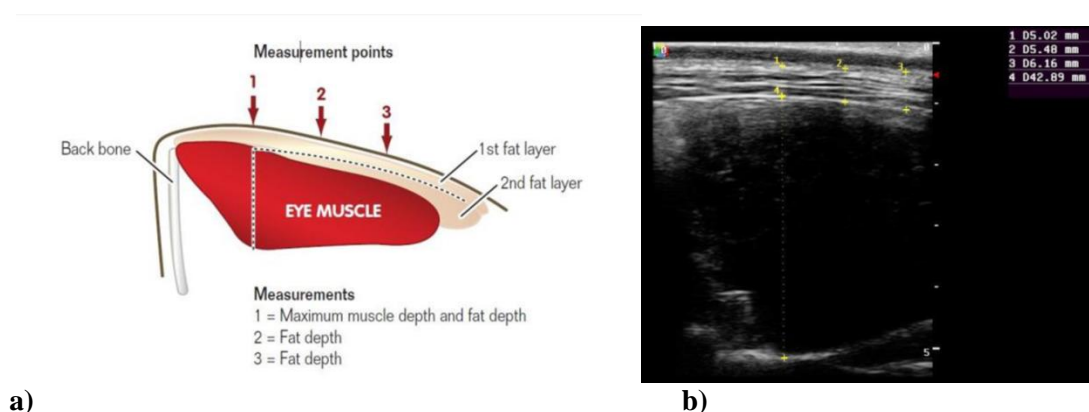 Measurement points
1
2
3
Back bone
1st fat layer
2nd fat layer
EYE MUSCLE
Measurements
1 = Maximum muscle depth and fat depth
2 = Fat depth
3 = Fat depth
a)
1 D5.02 mm
2 D5.48 mm
3 D6.16 mm
4 D42.89 mm
1
2
3
4
5
b)